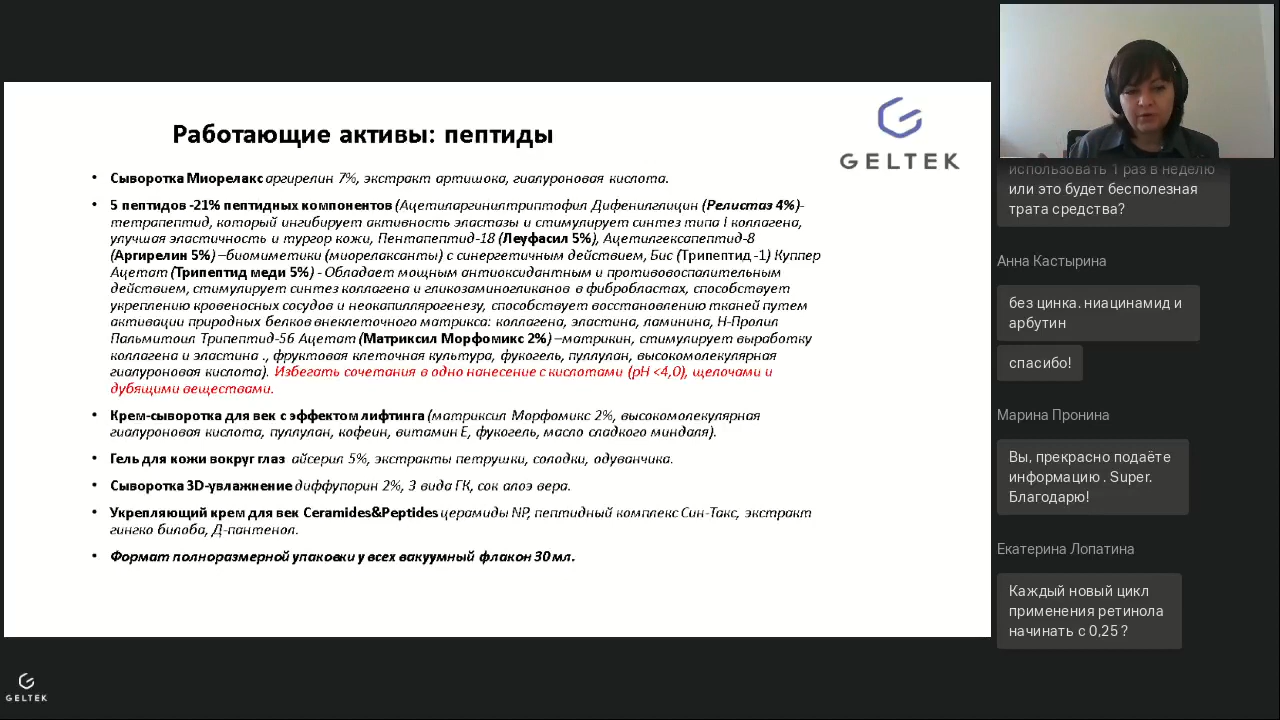 Работающие активы: пептиды
GELTEK
• Сыворотка Миорелакс аргирелин 7%, экстракт артишока, гиалуроновая кислота.
• 5 пептидов -21% пептидных компонентов (Ацетиларгинилтриптофил Дифенилглицин (Релистаз 4%)-
тетрапептид, который ингибирует активность эластазы и стимулирует синтез типа I коллагена,
улучшая эластичность и тургор кожи, Пентапептид-18 (Леуфасил 5%), Ацетилгексапептид-8
(Аргирелин 5%) –биомиметики (миорелаксанты) с синергетичным действием, Бис (Трипептид -1) Куппер
Ацетат (Трипептид меди 5%) - Обладает мощным антиоксидантным и противовоспалительным
действием, стимулирует синтез коллагена и гликозаминогликанов в фибробластах, способствует
укреплению кровеносных сосудов и неокапиллярогенезу, способствует восстановлению тканей путем
активации природных белков внеклеточного матрикса: коллагена, эластина, ламинина, Н-Пролил
Пальмитоил Трипептид-56 Ацетат (Матриксил Морфомикс 2%) –матрикин, стимулирует выработку
коллагена и эластина ., фруктовая клеточная культура, фукогель, пуллулан, высокомолекулярная
гиалуроновая кислота). Избегать сочетания в одно нанесение с кислотами (pH <4,0), щелочами и
дубящими веществами.
• Крем-сыворотка для век с эффектом лифтинга (матриксил Морфомикс 2%, высокомолекулярная
гиалуроновая кислота, пуллулан, кофеин, витамин Е, фукогель, масло сладкого миндаля).
• Гель для кожи вокруг глаз айсерил 5%, экстракты петрушки, солодки, одуванчика.
• Сыворотка 3D-увлажнение диффупорин 2%, 3 вида ГК, сок алоэ вера.
• Укрепляющий крем для век Ceramides&Peptides церамиды NP, пептидный комплекс Син-Такс, экстракт
гингко билоба, Д-пантенол.
• Формат полноразмерной упаковки у всех вакуумный флакон 30 мл.
GELTEK
использовать 1 раз в неделю
или это будет бесполезная
трата средства?
Анна Кастырина
без цинка. ниацинамид и
арбутин
спасибо!
Марина Пронина
Вы, прекрасно подаёте
информацию . Super.
Благодарю!
Екатерина Лопатина
Каждый новый цикл
применения ретинола
начинать с 0,25 ?